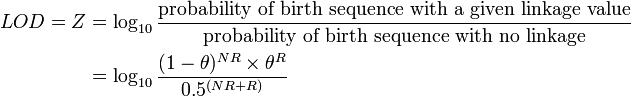 LOD = Z = log₁₀ probability of birth sequence with a given linkage value / probability of birth sequence with no linkage
= log₁₀ (1 − θ)ᴺᴿ × θᴿ / 0.5⁽ᴺᴿ⁺ᴿ⁾